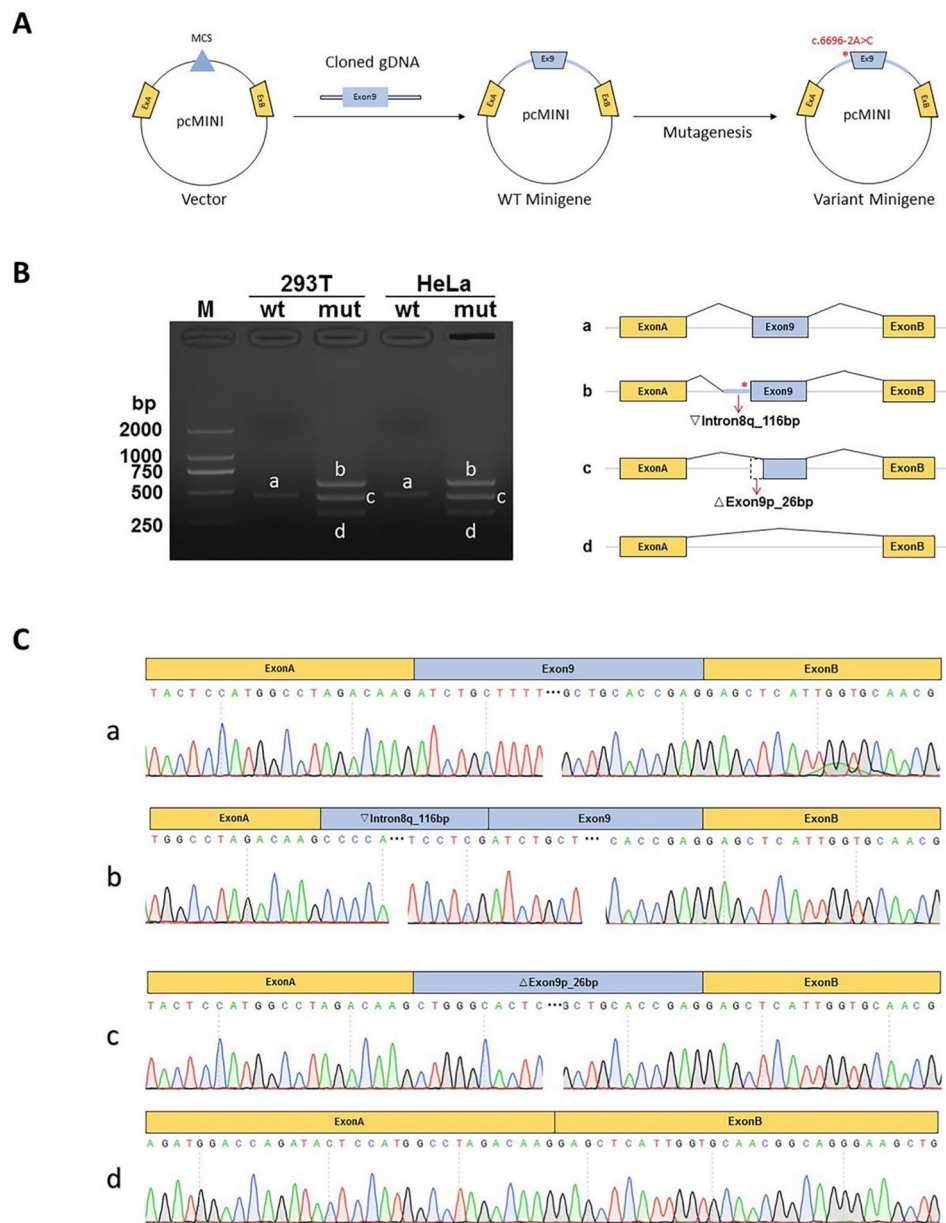 A
MCS
ExA
ExB
pcMINI
Vector
Cloned gDNA
Exon9
Ex9
ExA
ExB
pcMINI
WT Minigene
Mutagenesis
c.6696-2A>C
*
Ex9
ExA
ExB
pcMINI
Variant Minigene
B
293T HeLa
M wt mut wt mut
bp
2000
1000
750
500
250
a b a b
c c
d d
a ExonA Exon9 ExonB
b ExonA * Exon9 ExonB
▽Intron8q_116bp
c ExonA ExonB
△Exon9p_26bp
d ExonA ExonB
C
ExonA Exon9 ExonB
T A C T C C A T G G C C T A G A C A A G A T C T G C T T T T ••• G C T G C A C C G A G G A G C T C A T T G G T G C A A C G
a
ExonA ▽Intron8q_116bp Exon9 ExonB
T G G C C T A G A C A A G C C C C A ••• T C C T C G A T C T G C T ••• C A C C G A G G A G C T C A T T G G T G C A A C G
b
ExonA △Exon9p_26bp ExonB
T A C T C C A T G G C C T A G A C A A G C T G G G C A C T C ••• G C T G C A C C G A G G A G C T C A T T G G T G C A A C G
c
ExonA ExonB
A G A T G G A C C A G A T A C T C C A T G G C C T A G A C A A G G A G C T C A T T G G T G C A A C G G C A G G G A A G C T G
d